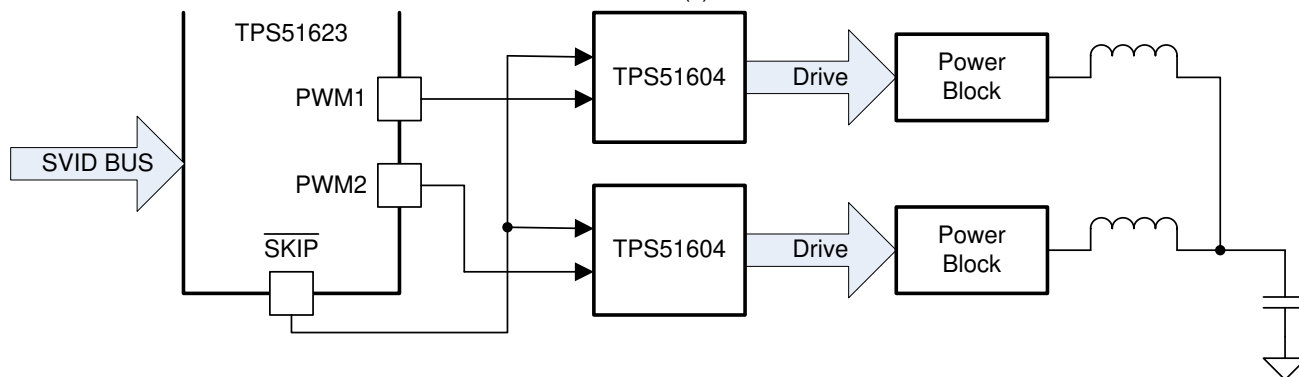 TPS51623
PWM1
PWM2
SKIP
SVID BUS
TPS51604
Drive
Power
Block
TPS51604
Drive
Power
Block